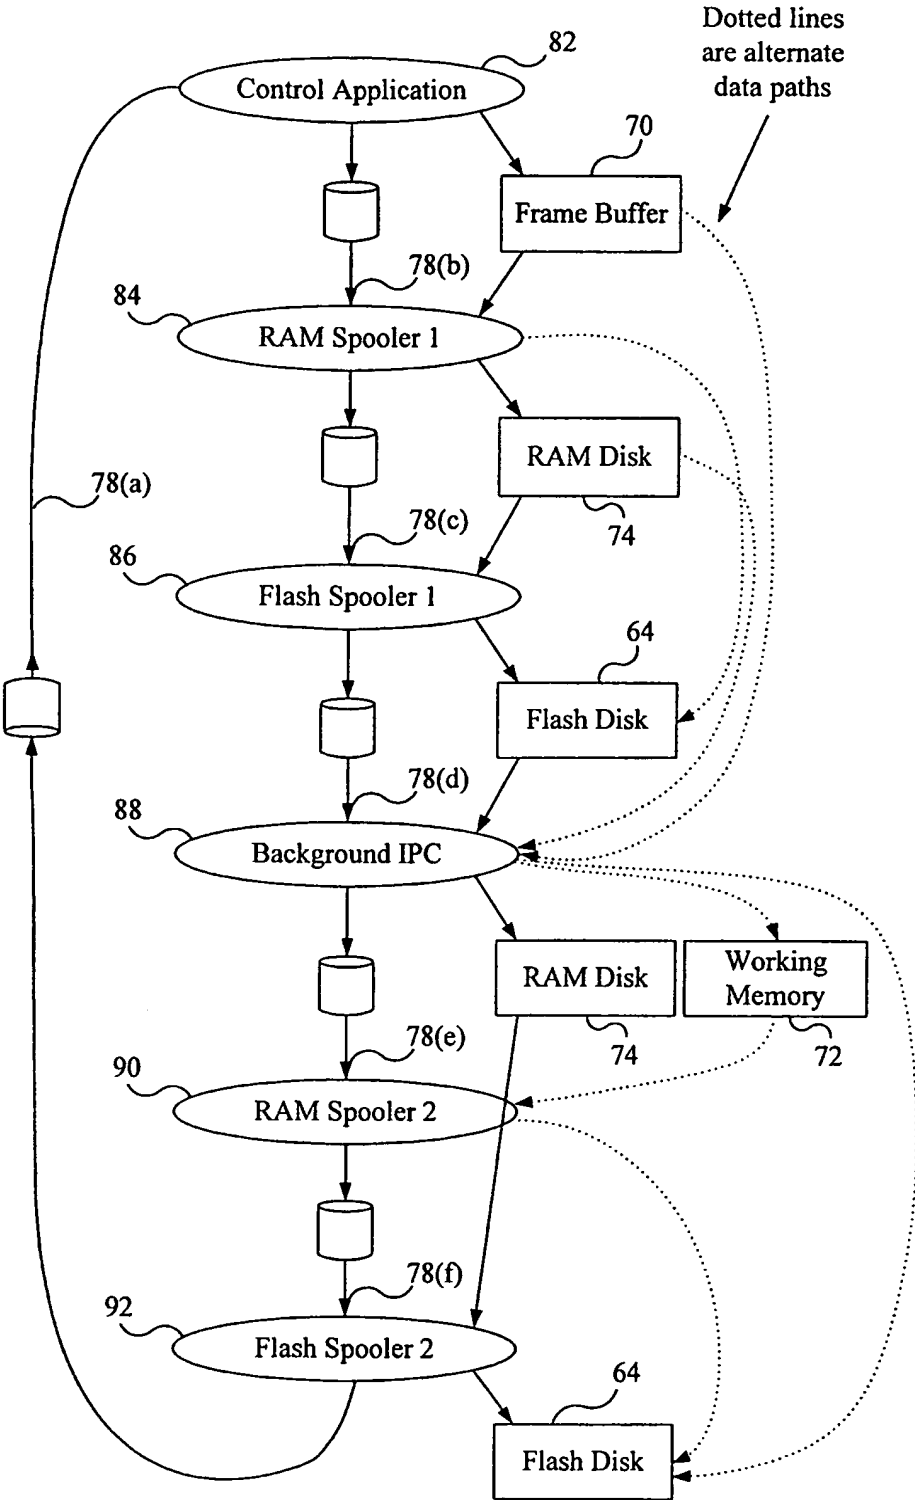 Dotted lines
are alternate
data paths
82
Control Application
70
Frame Buffer
78(b)
84
RAM Spooler 1
RAM Disk
74
78(a)
78(c)
86
Flash Spooler 1
64
Flash Disk
78(d)
88
Background IPC
RAM Disk
74
Working
Memory
72
78(e)
90
RAM Spooler 2
78(f)
92
Flash Spooler 2
64
Flash Disk